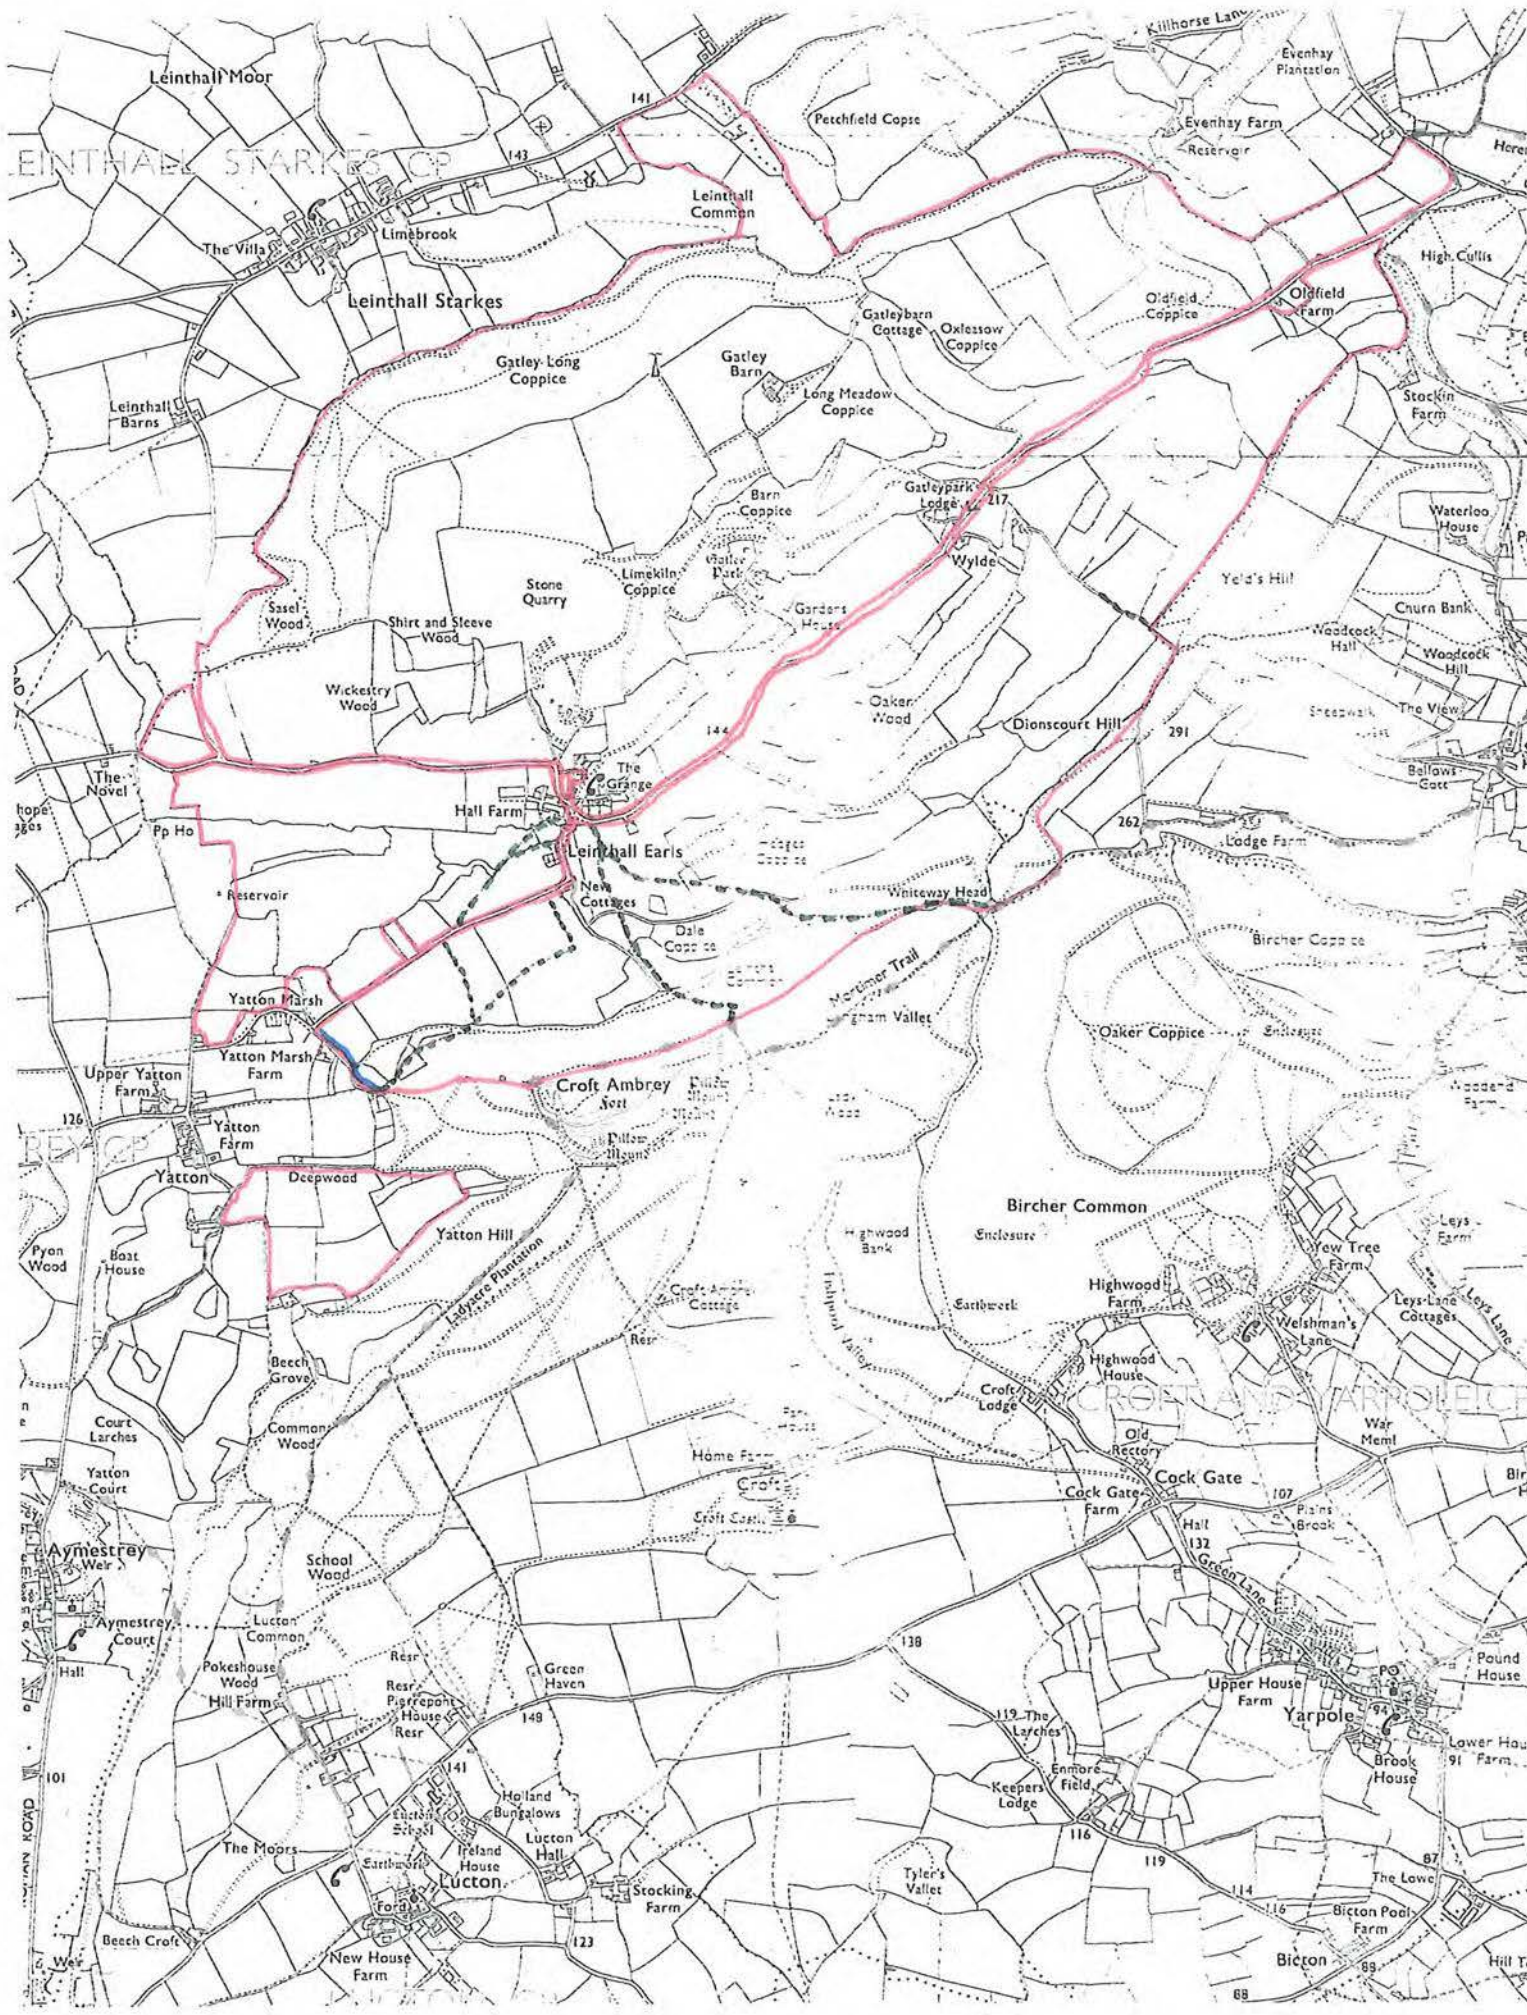 Killhorse Lane
Evenhay
Plantation
Leinthall Moor
141
Petchfield Copse
Evenhay Farm
Reservoir
143
LEINTHALL STARKES CP
Leinthall
Common
The Villa
Limebrook
High Cullis
Leinthall Starkes
Oldfield
Coppice
Oldfield
Farm
Gatleybarn
Cottage
Oxleasow
Coppice
Gatley Long
Coppice
Gatley
Barn
Long Meadow
Coppice
Leinthall
Barns
Stockin
Farm
Barn
Coppice
Gatleypark
Lodge
217
Waterloo
House
Wylde
Stone
Quarry
Limekiln
Coppice
Gatley
Park
Yeld's Hill
Sasel
Wood
Shirt and Sleeve
Wood
Gardens
House
Churn Bank
Woodcock
Hall
Woodcock
Hill
Wickestry
Wood
Oaker
Wood
Dionscourt Hill
Sheepwalk
The View
144
291
The
Novel
The
Grange
Bellows
Cott
Hall Farm
Pp Ho
262
Lodge Farm
Leinthall Earls
Reservoir
New
Cottages
Whiteway Head
Dale
Coppice
Bircher Coppice
Mortimer Trail
Yatton Marsh
Oaker Coppice
Enclosure
Yatton Marsh
Farm
Upper Yatton
Farm
Croft Ambrey
Fort
Pillow
Mound
126
Yatton
Farm
Pillow
Mound
Yatton
Deepwood
Bircher Common
Yatton Hill
Highwood
Bank
Enclosure
Leys
Farm
Pyon
Wood
Boat
House
Ladyacre Plantation
Yew Tree
Farm
Croft Ambrey
Cottage
Fishpool Valley
Earthwork
Highwood
Farm
Leys Lane
Cottages
Leys Lane
Welshman's
Lane
Resr
Beech
Grove
Highwood
House
Croft
Lodge
CROFT AND YARPOLE CP
Court
Larches
Common
Wood
War
Meml
Old
Rectory
Home Farm
Yatton
Court
Croft
Cock Gate
Cock Gate
Farm
107
Croft Castle
Plains
Brook
Hall
132
Green Lane
Aymestrey
Weir
School
Wood
Aymestrey
Court
Lucton
Common
138
Hall
Pokeshouse
Wood
Resr
Green
Haven
PO
Pound
House
Hill Farm
Resr
Pierrepont
House
Resr
Upper House
Farm
148
119
The
Larches
Yarpole
94
Brook
House
91
101
141
Enmore
Field
Keepers
Lodge
Holland
Bungalows
Lucton
School
Lucton
Hall
116
The Moors
Ireland
House
Earthwork
119
87
Lucton
Tyler's
Vallet
The Lowe
Stocking
Farm
114
Ford
116
Bicton Pool
Farm
Beech Croft
123
New House
Farm
Weir
Bicton
88
88